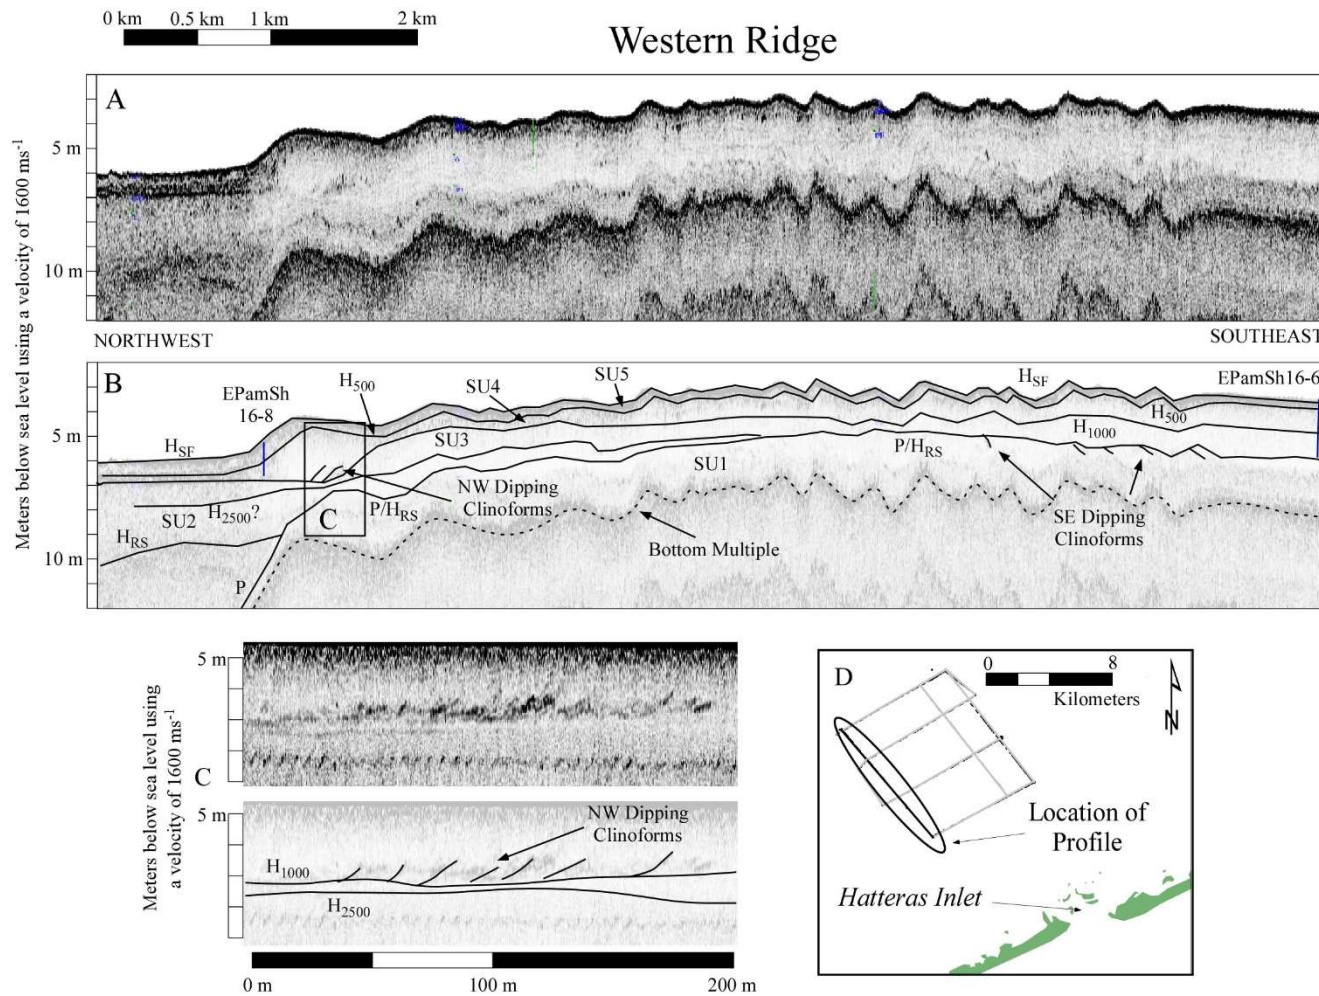 0 km 0.5 km 1 km 2 km
Western Ridge
A
5 m
10 m
Meters below sea level using a velocity of 1600 ms-1
NORTHWEST SOUTHEAST
B
EPamSh
16-8
H500
SU4
SU5
HSF
EPamSh16-6
5 m
HSF
SU3
H500
H1000
P/HRS
SU1
NW Dipping
Clinoforms
SU2
H2500?
C
P/HRS
SE Dipping
Clinoforms
HRS
Bottom Multiple
10 m
P
5 m
C
Meters below sea level using
a velocity of 1600 ms-1
5 m
NW Dipping
Clinoforms
H1000
H2500
0 m 100 m 200 m
D
0 8
Kilometers
N
Location of
Profile
Hatteras Inlet